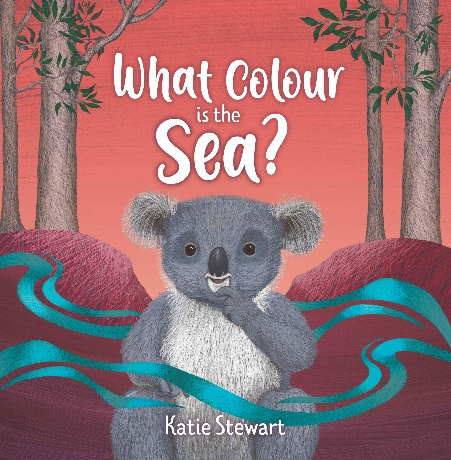 What Colour
is the
Sea?
Katie Stewart